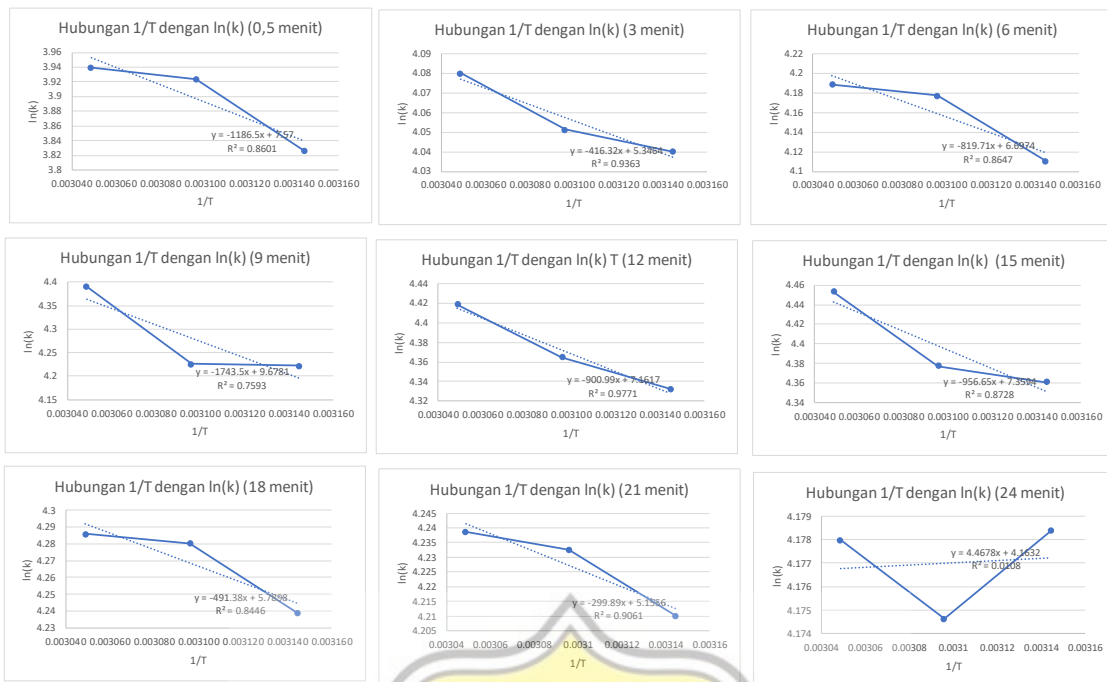 Hubungan 1/T dengan ln(k) (0,5 menit)
ln(k)
3.96
3.94
3.92
3.9
3.88
3.86
3.84
3.82
3.8
y = -1186.5x + 7.57
R² = 0.8601
0.003040 0.003060 0.003080 0.003100 0.003120 0.003140 0.003160
1/T
Hubungan 1/T dengan ln(k) (3 menit)
ln(k)
4.09
4.08
4.07
4.06
4.05
4.04
4.03
y = -416.32x + 5.3464
R² = 0.9363
0.003040 0.003060 0.003080 0.003100 0.003120 0.003140 0.003160
1/T
Hubungan 1/T dengan ln(k) (6 menit)
ln(k)
4.22
4.2
4.18
4.16
4.14
4.12
4.1
y = -819.71x + 6.6974
R² = 0.8647
0.003040 0.003060 0.003080 0.003100 0.003120 0.003140 0.003160
1/T
Hubungan 1/T dengan ln(k) (9 menit)
ln(k)
4.4
4.35
4.3
4.25
4.2
4.15
y = -1743.5x + 9.6781
R² = 0.7593
0.003040 0.003060 0.003080 0.003100 0.003120 0.003140 0.003160
1/T
Hubungan 1/T dengan ln(k) T (12 menit)
ln(k)
4.44
4.42
4.4
4.38
4.36
4.34
4.32
y = -900.99x + 7.1617
R² = 0.9771
0.003040 0.003060 0.003080 0.003100 0.003120 0.003140 0.003160
1/T
Hubungan 1/T dengan ln(k) (15 menit)
ln(k)
4.46
4.44
4.42
4.4
4.38
4.36
4.34
y = -956.65x + 7.3594
R² = 0.8728
0.003040 0.003060 0.003080 0.003100 0.003120 0.003140 0.003160
1/T
Hubungan 1/T dengan ln(k) (18 menit)
ln(k)
4.3
4.29
4.28
4.27
4.26
4.25
4.24
4.23
y = -491.38x + 5.7898
R² = 0.8446
0.003040 0.003060 0.003080 0.003100 0.003120 0.003140 0.003160
1/T
Hubungan 1/T dengan ln(k) (21 menit)
ln(k)
4.245
4.24
4.235
4.23
4.225
4.22
4.215
4.21
4.205
y = -299.89x + 5.1556
R² = 0.9061
0.00304 0.00306 0.00308 0.0031 0.00312 0.00314 0.00316
1/T
Hubungan 1/T dengan ln(k) (24 menit)
ln(k)
4.179
4.178
4.177
4.176
4.175
4.174
y = 4.4678x + 4.1632
R² = 0.0108
0.00304 0.00306 0.00308 0.0031 0.00312 0.00314 0.00316
1/T